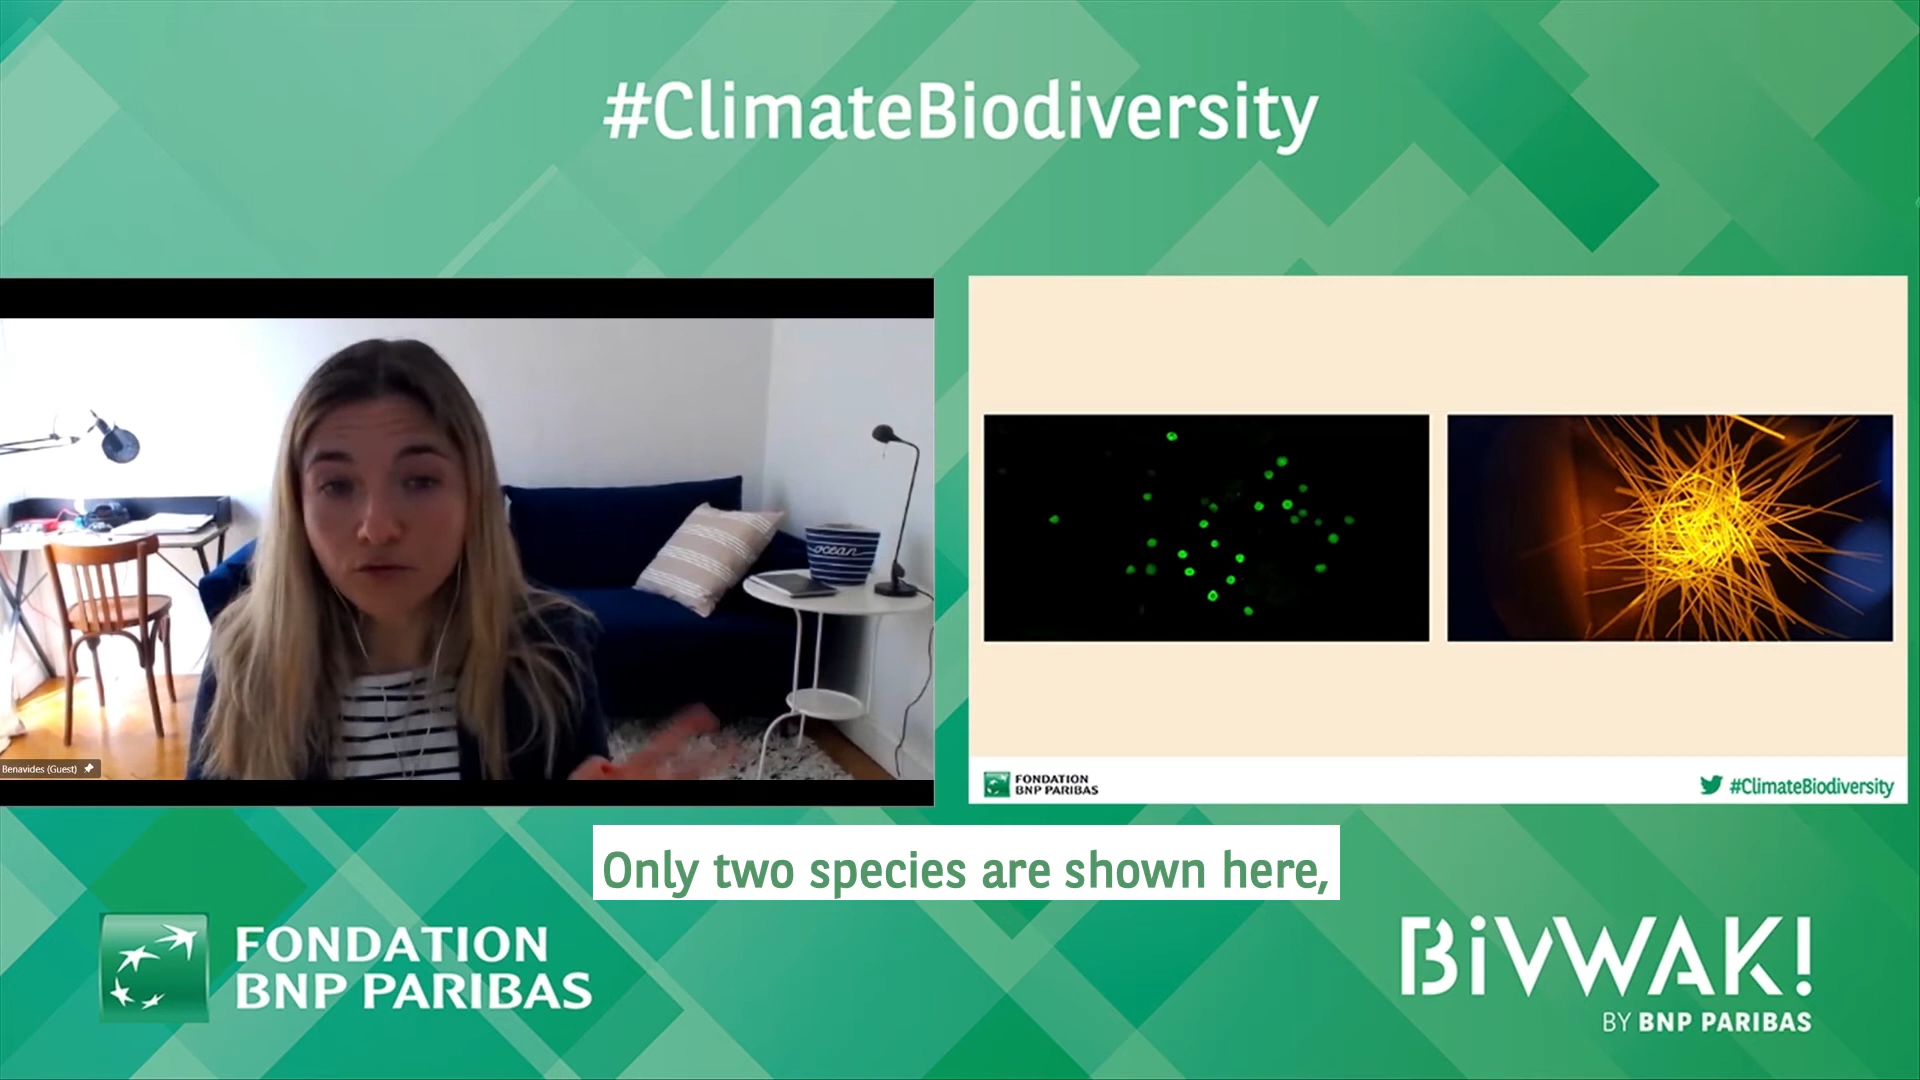 #ClimateBiodiversity
ocean
Benavides (Guest)
FONDATION
BNP PARIBAS
#ClimateBiodiversity
Only two species are shown here,
FONDATION
BNP PARIBAS
BiVWAK!
BY BNP PARIBAS